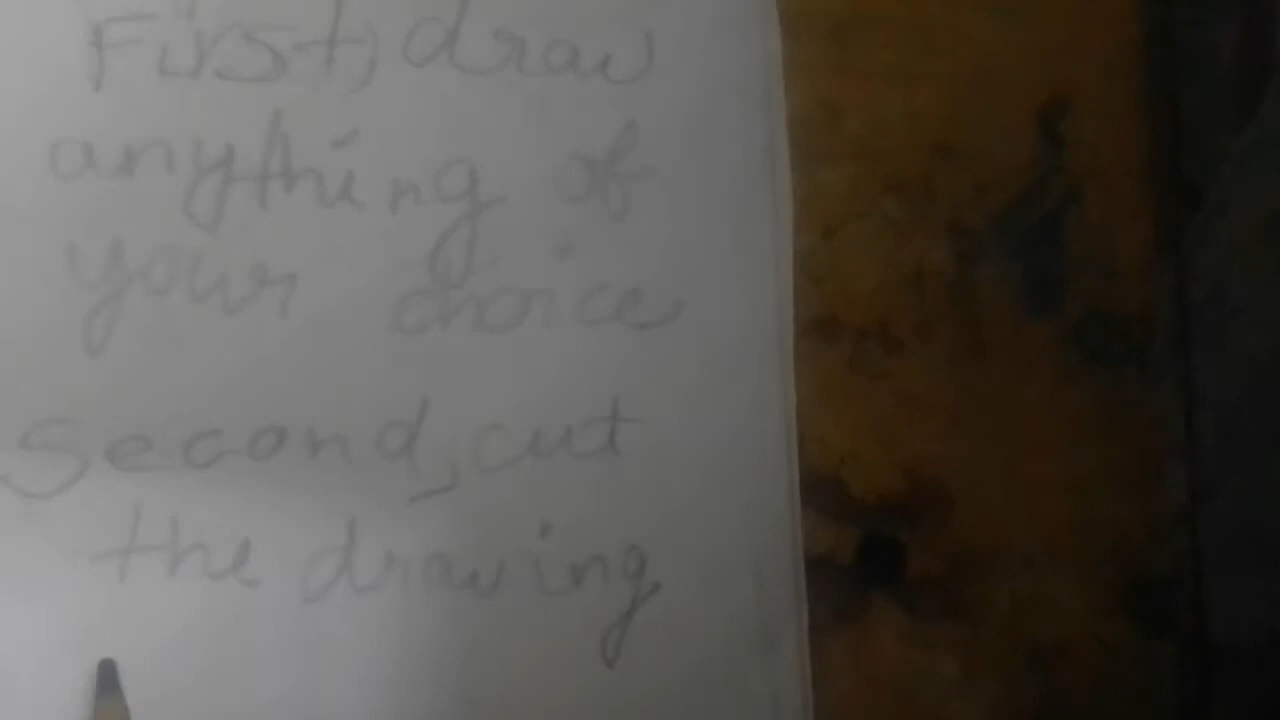 First, draw
anything of
your choice
Second, cut
the drawing